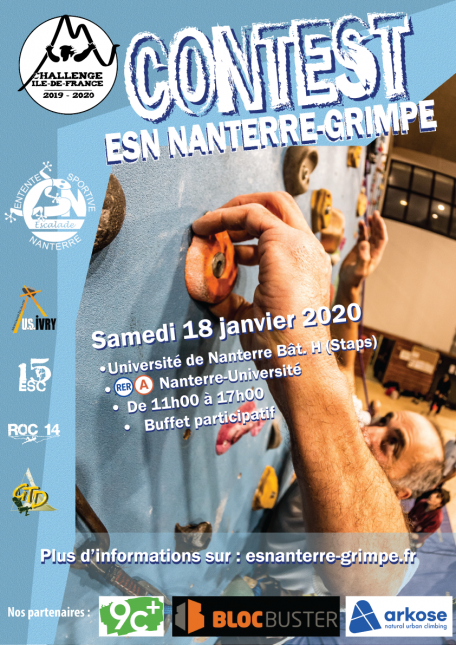 CHALLENGE
ILE-DE-FRANCE
2019 - 2020
CONTEST
ESN NANTERRE-GRIMPE
ENTENTE SPORTIVE
ESN
Escalade
NANTERRE
U.S. IVRY
15
ESC
ROC 14
GTD
Samedi 18 janvier 2020
•Université de Nanterre Bât. H (Staps)
• RER A Nanterre-Université
• De 11h00 à 17h00
• Buffet participatif
Plus d'informations sur : esnanterre-grimpe.fr
Nos partenaires :
9c+
BLOCBUSTER
arkose
natural urban climbing